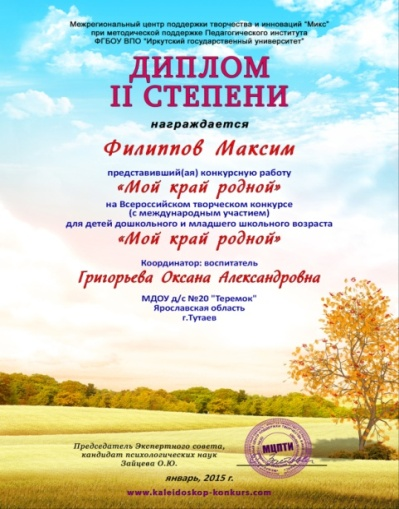 Межрегиональный центр поддержки творчества и инноваций "Микс"
при методической поддержке Педагогического института
ФГБОУ ВПО "Иркутский государственный университет"
ДИПЛОМ
II СТЕПЕНИ
награждается
Филиппов Максим
представивший(ая) конкурсную работу
«Мой край родной»
на Всероссийском творческом конкурсе
(с международным участием)
для детей дошкольного и младшего школьного возраста
«Мой край родной»
Координатор: воспитатель
Григорьева Оксана Александровна
МДОУ д/с №20 "Теремок"
Ярославская область
г.Тутаев
Председатель Экспертного совета,
кандидат психологических наук
Зайцева О.Ю.
МЦПТИ
январь, 2015 г.
www.kaleidoskop-konkurs.com